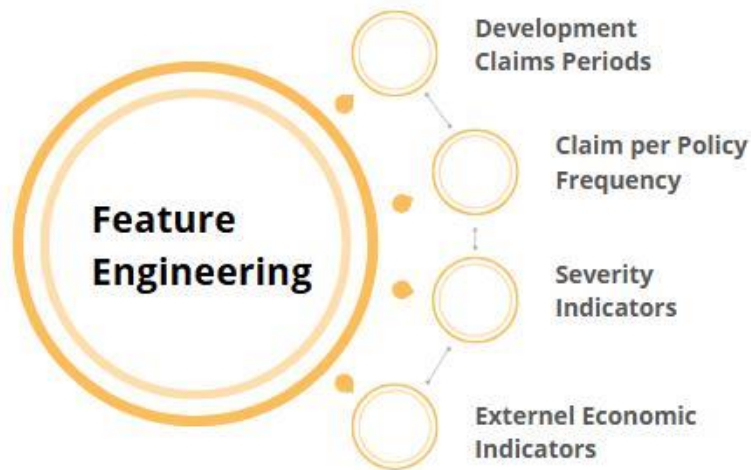 Development
Claims Periods
Claim per Policy
Frequency
Feature
Engineering
Severity
Indicators
Externel Economic
Indicators